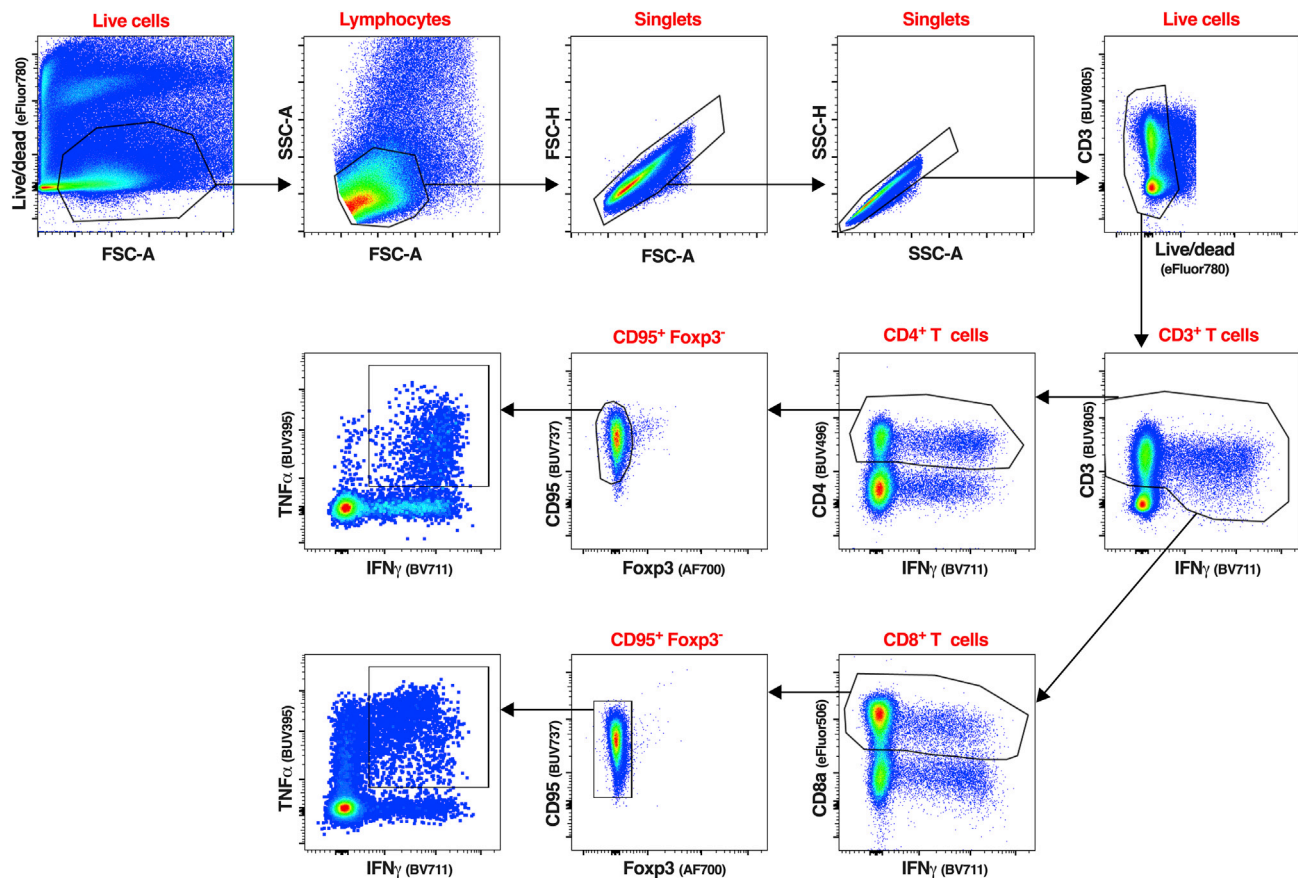 Live cells
Lymphocytes
Singlets
Singlets
Live cells
Live/dead (eFluor780)
FSC-A
SSC-A
FSC-A
FSC-H
FSC-A
SSC-H
SSC-A
CD3 (BUV805)
Live/dead
(eFluor780)
CD95⁺ Foxp3⁻
CD4⁺ T cells
CD3⁺ T cells
TNFα (BUV395)
IFNγ (BV711)
CD95 (BUV737)
Foxp3 (AF700)
CD4 (BUV496)
IFNγ (BV711)
CD3 (BUV805)
IFNγ (BV711)
CD95⁺ Foxp3⁻
CD8⁺ T cells
TNFα (BUV395)
IFNγ (BV711)
CD95 (BUV737)
Foxp3 (AF700)
CD8a (eFluor506)
IFNγ (BV711)